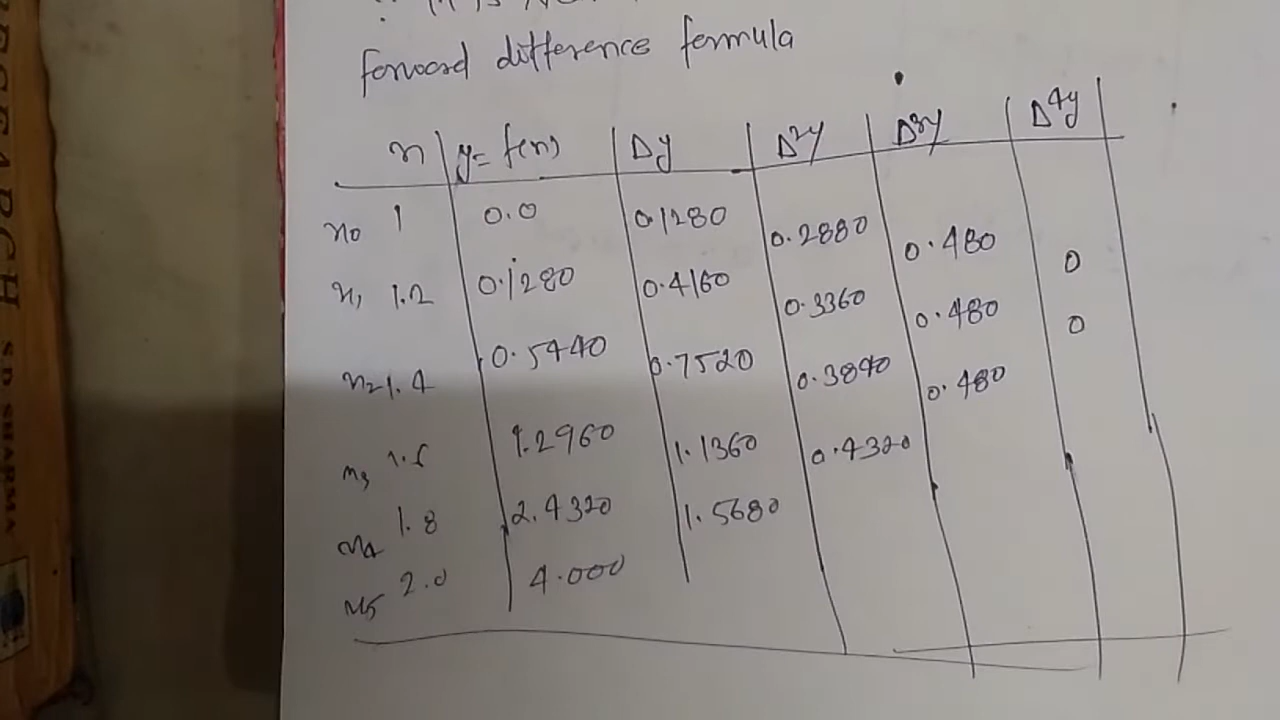 forward difference formula
x y = f(x) Δy Δ²y Δ³y Δ⁴y
x0 1 0.0 0.1280 0.2880 0.480 0
x1 1.2 0.1280 0.4160 0.3360 0.480 0
x2 1.4 0.5440 0.7520 0.3840 0.480
x3 1.6 1.2960 1.1360 0.4320
x4 1.8 2.4320 1.5680
x5 2.0 4.000
S.D SHARMA